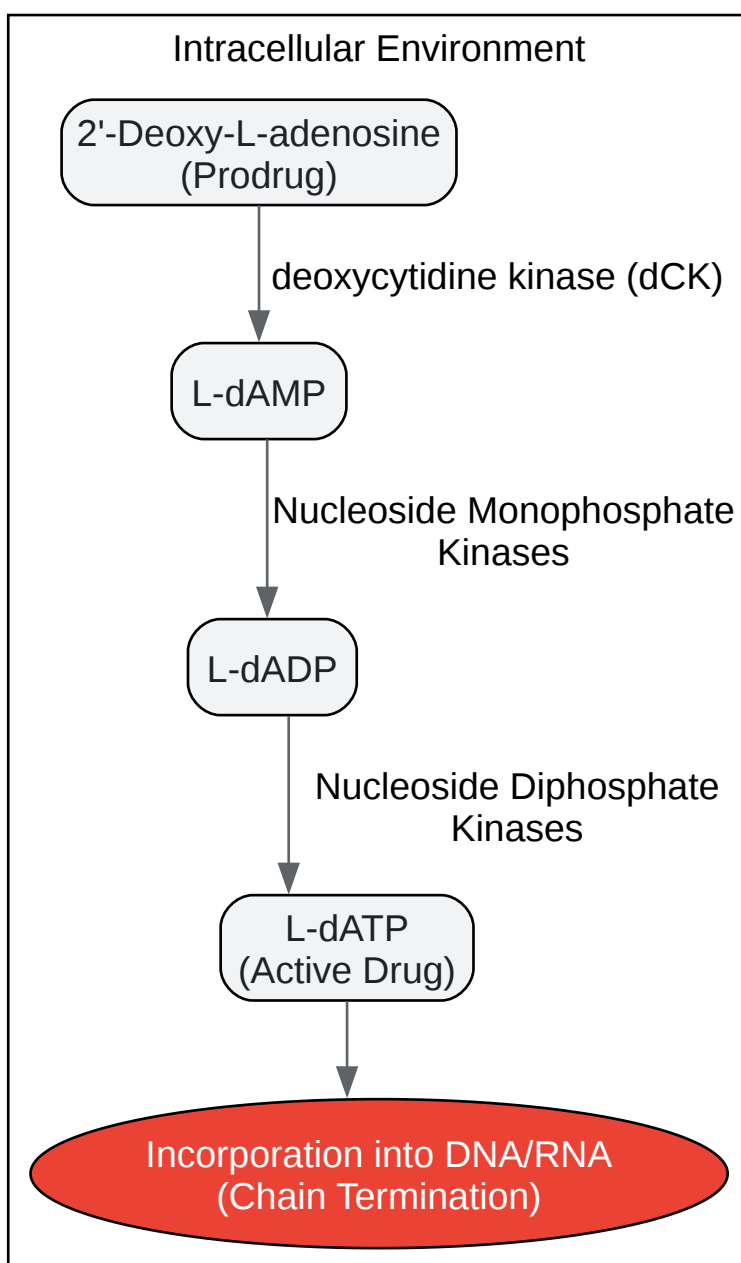 Intracellular Environment
2'-Deoxy-L-adenosine
(Prodrug)
deoxycytidine kinase (dCK)
L-dAMP
Nucleoside Monophosphate
Kinases
L-dADP
Nucleoside Diphosphate
Kinases
L-dATP
(Active Drug)
Incorporation into DNA/RNA
(Chain Termination)